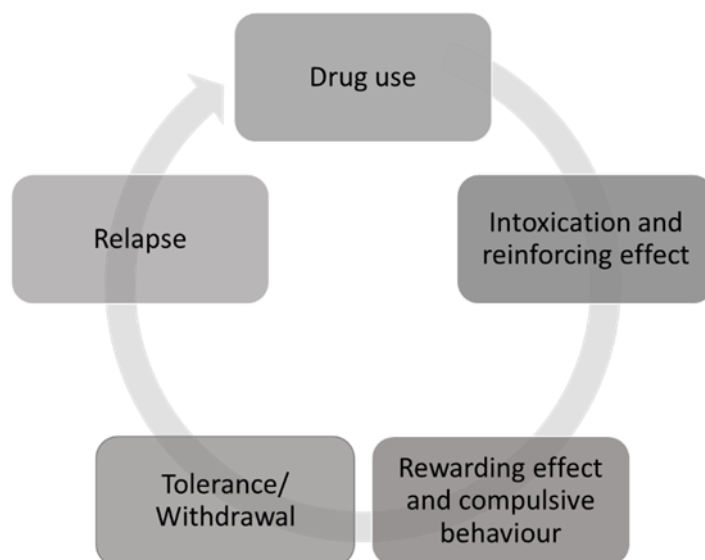 Drug use
Intoxication and
reinforcing effect
Rewarding effect
and compulsive
behaviour
Tolerance/
Withdrawal
Relapse